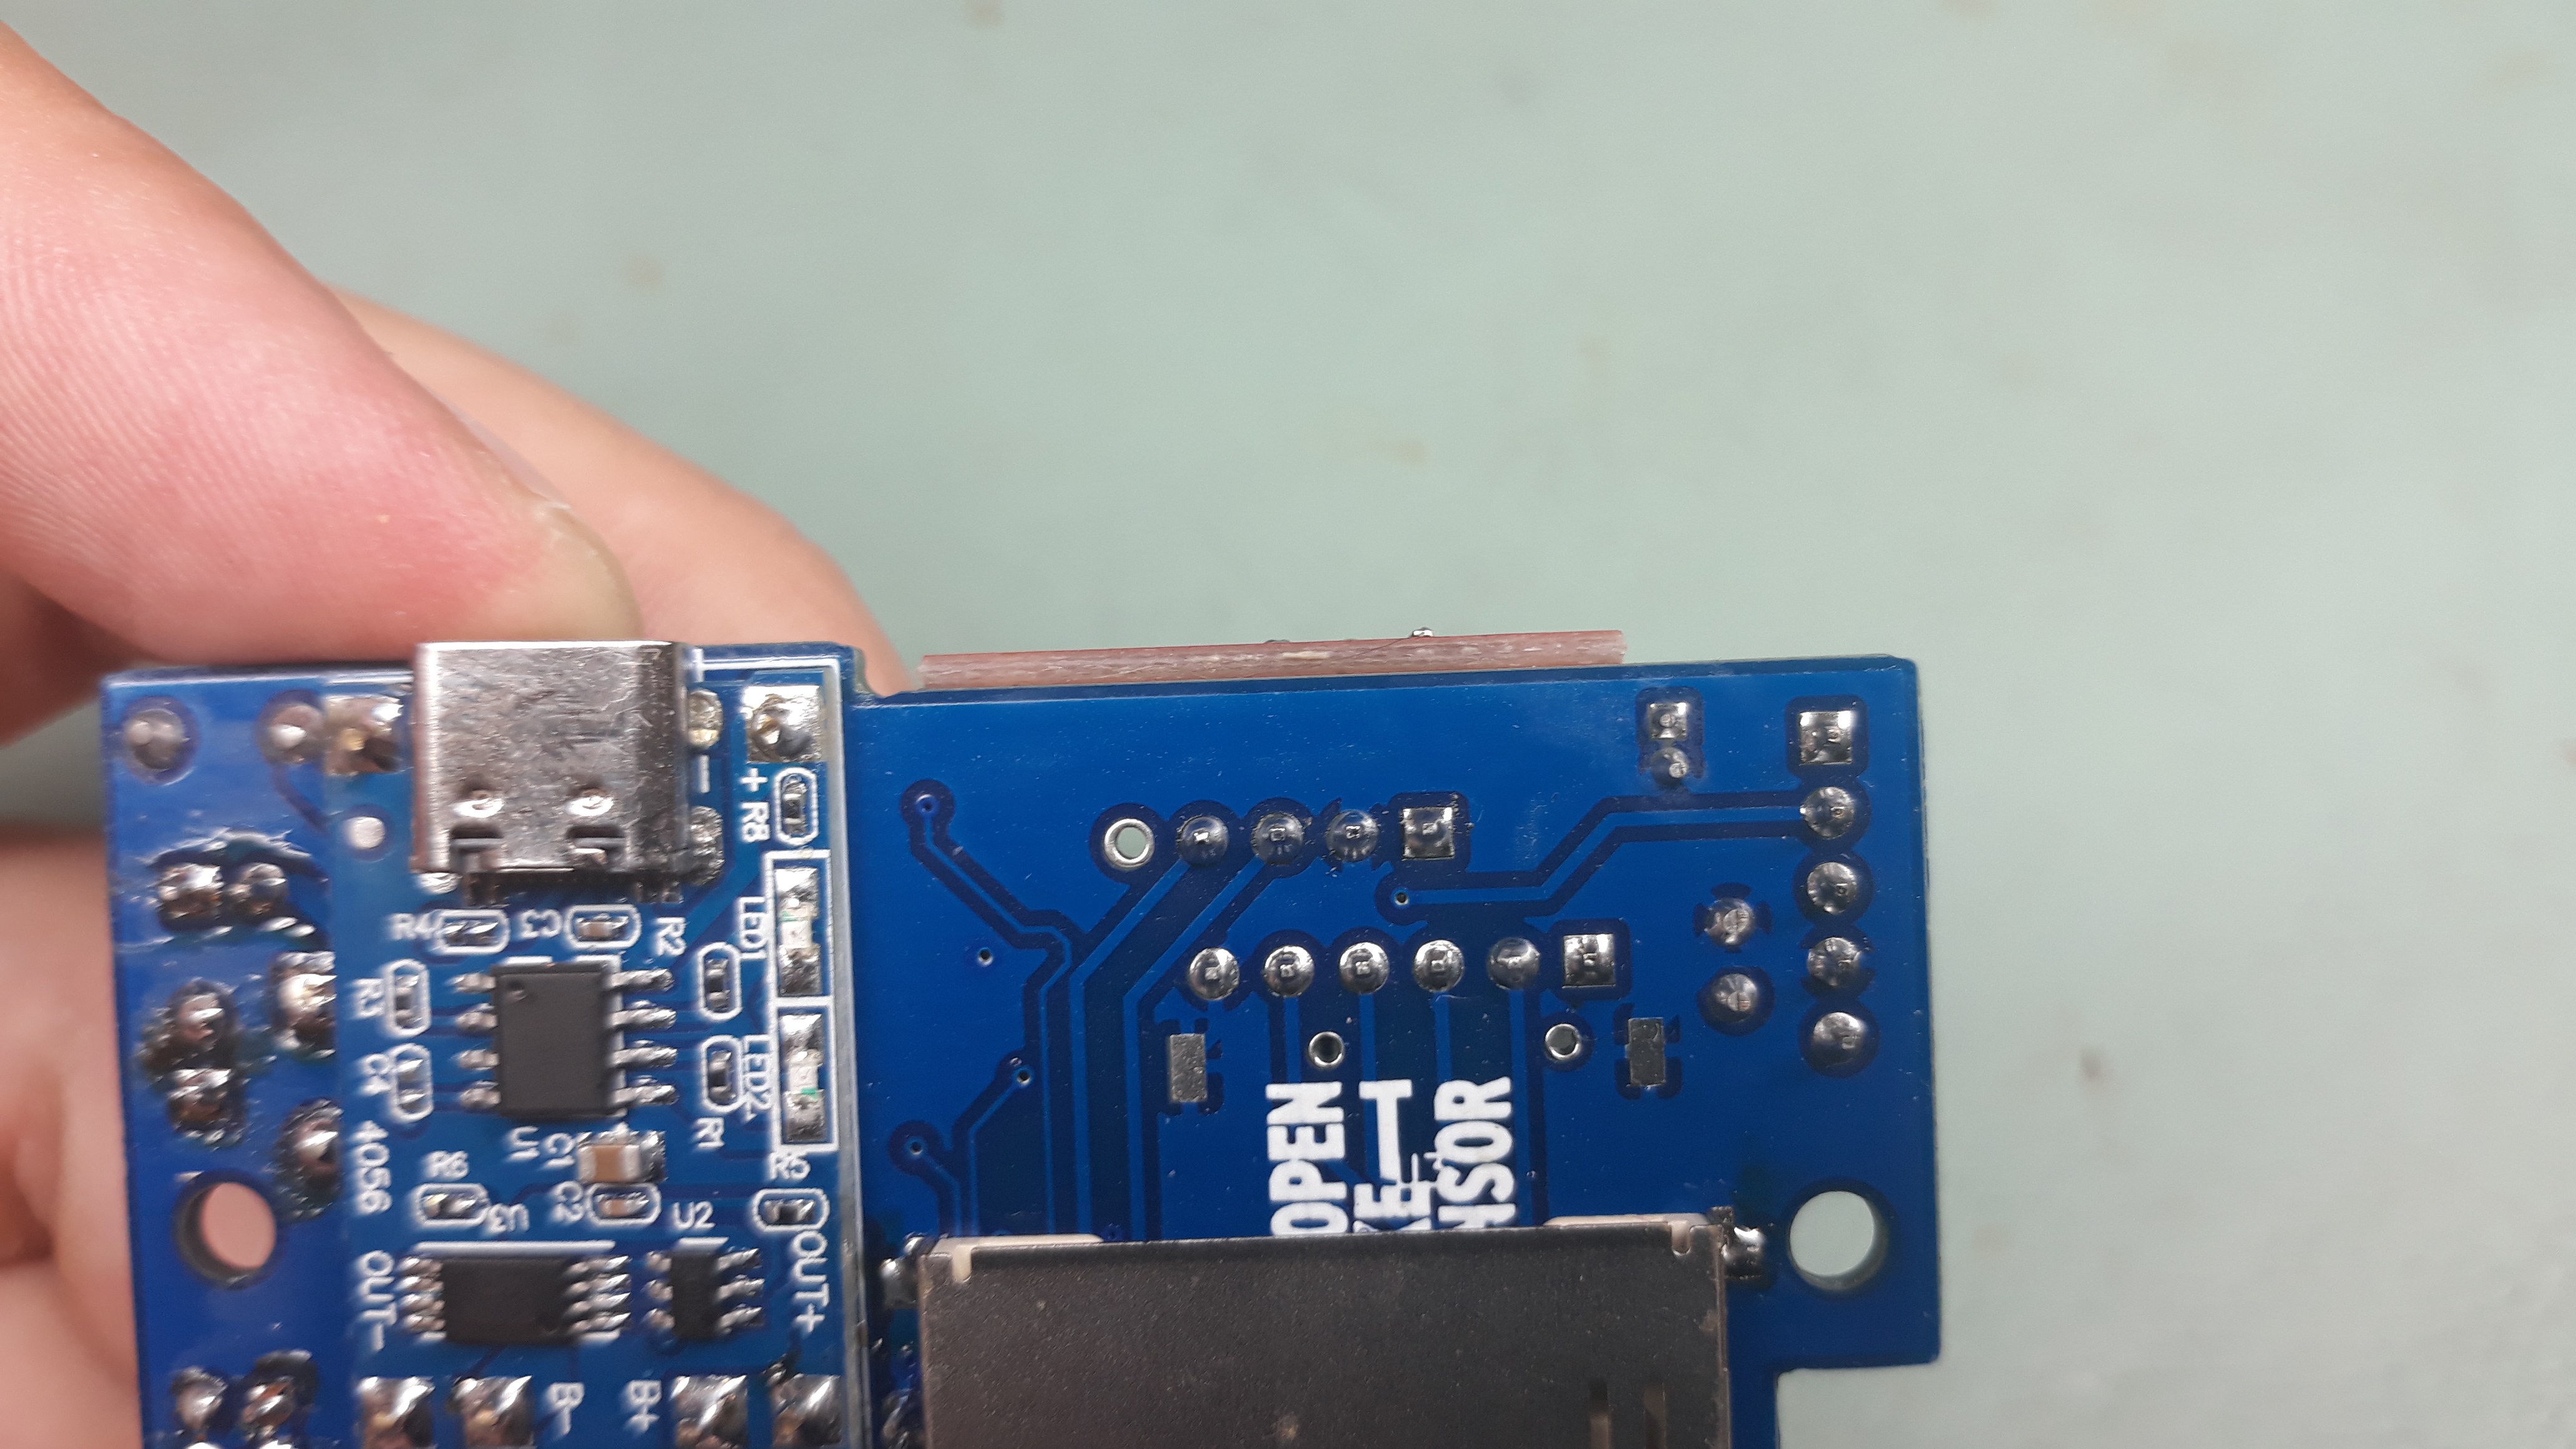 +
-
R8
LED1
R4
C3
R2
R3
LED2
C4
U1
C1
R1
4056
R6
U3
C2
U2
OUT-
OUT+
B-
B+
OPEN